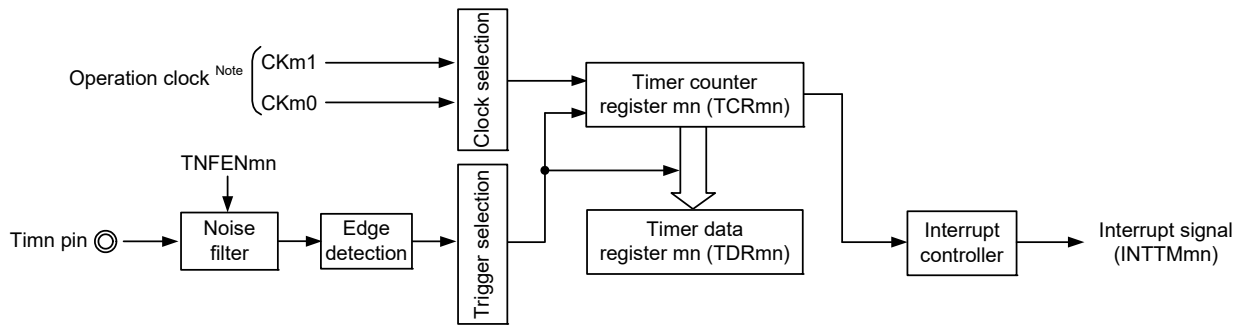 Operation clock Note
CKm1
CKm0
Clock selection
Timer counter
register mn (TCRmn)
TNFENmn
Timn pin
Noise
filter
Edge
detection
Trigger selection
Timer data
register mn (TDRmn)
Interrupt
controller
Interrupt signal
(INTTMmn)